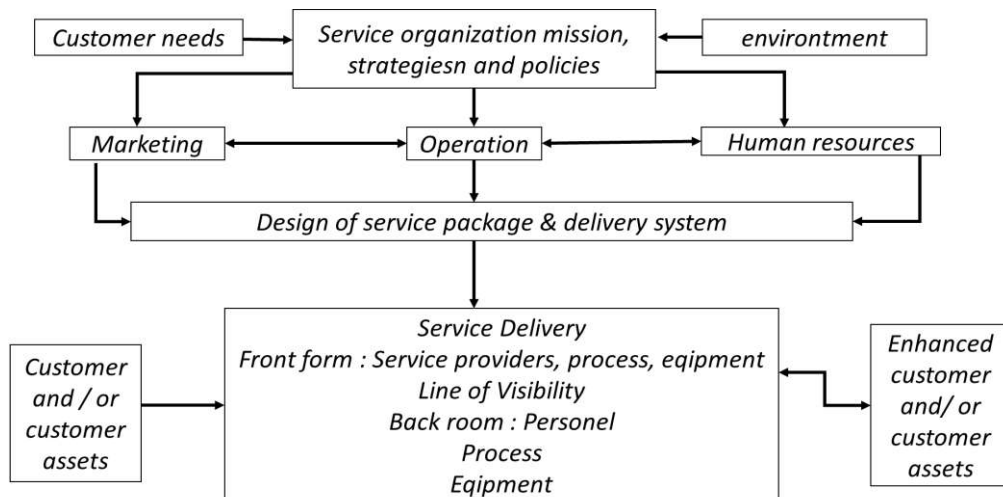 Customer needs
Service organization mission,
strategiesn and policies
environtment
Marketing
Operation
Human resources
Design of service package & delivery system
Customer
and / or
customer
assets
Service Delivery
Front form : Service providers, process, eqipment
Line of Visibility
Back room : Personel
Process
Eqipment
Enhanced
customer
and/ or
customer
assets